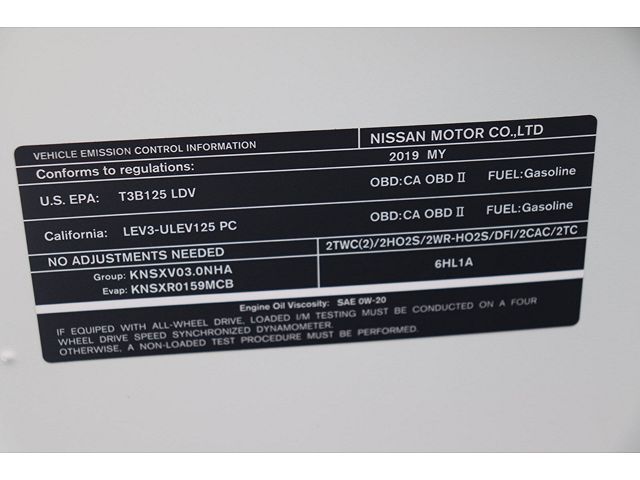 VEHICLE EMISSION CONTROL INFORMATION
NISSAN MOTOR CO.,LTD
Conforms to regulations:
2019 MY
U.S. EPA: T3B125 LDV
OBD:CA OBD II FUEL:Gasoline
California: LEV3-ULEV125 PC
OBD:CA OBD II FUEL:Gasoline
NO ADJUSTMENTS NEEDED
2TWC(2)/2HO2S/2WR-HO2S/DFI/2CAC/2TC
Group: KNSXV03.0NHA
Evap: KNSXR0159MCB
6HL1A
Engine Oil Viscosity: SAE 0W-20
IF EQUIPPED WITH ALL-WHEEL DRIVE, LOADED I/M TESTING MUST BE CONDUCTED ON A FOUR
WHEEL DRIVE SPEED SYNCHRONIZED DYNAMOMETER.
OTHERWISE, A NON-LOADED TEST PROCEDURE MUST BE PERFORMED.